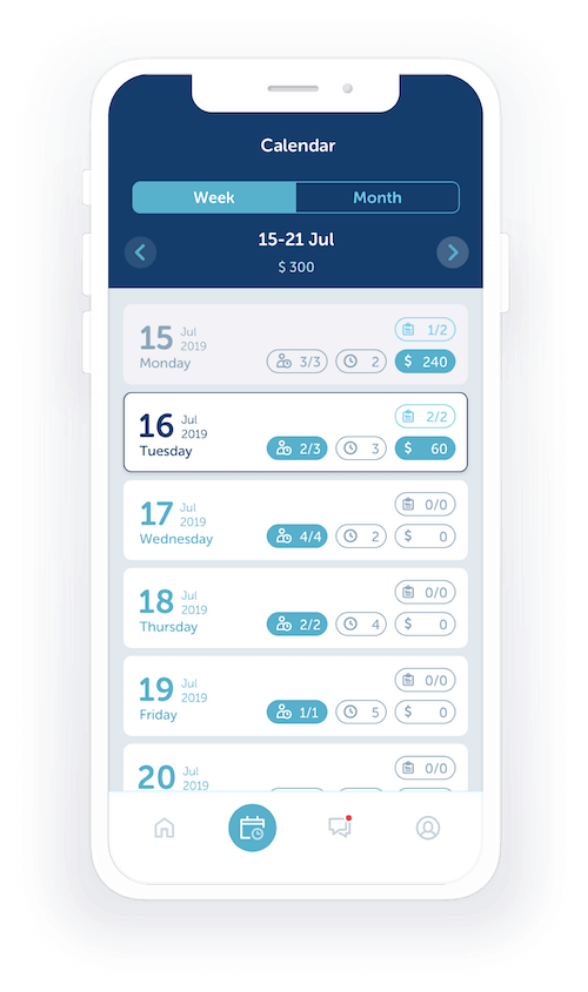 Calendar
Week Month
15-21 Jul
$ 300
15 Jul 2019 1/2
Monday 3/3 2 $ 240
16 Jul 2019 2/2
Tuesday 2/3 3 $ 60
17 Jul 2019 0/0
Wednesday 4/4 2 $ 0
18 Jul 2019 0/0
Thursday 2/2 4 $ 0
19 Jul 2019 0/0
Friday 1/1 5 $ 0
20 Jul 2019 0/0